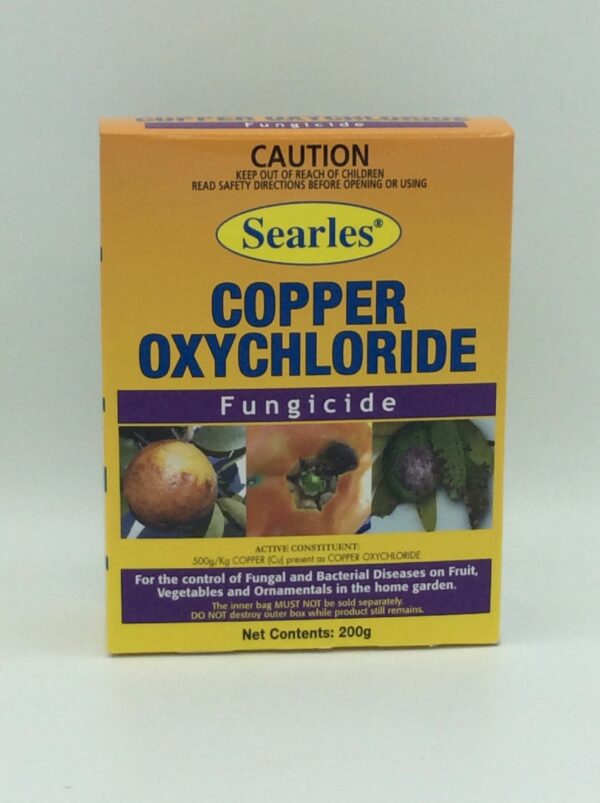 COPPER OXYCHLORIDE
Fungicide
CAUTION
KEEP OUT OF REACH OF CHILDREN
READ SAFETY DIRECTIONS BEFORE OPENING OR USING
Searles®
COPPER
OXYCHLORIDE
Fungicide
ACTIVE CONSTITUENT:
500g/Kg COPPER (Cu) present as COPPER OXYCHLORIDE
For the control of Fungal and Bacterial Diseases on Fruit,
Vegetables and Ornamentals in the home garden.
The inner bag MUST NOT be sold separately.
DO NOT destroy outer box while product still remains.
Net Contents: 200g